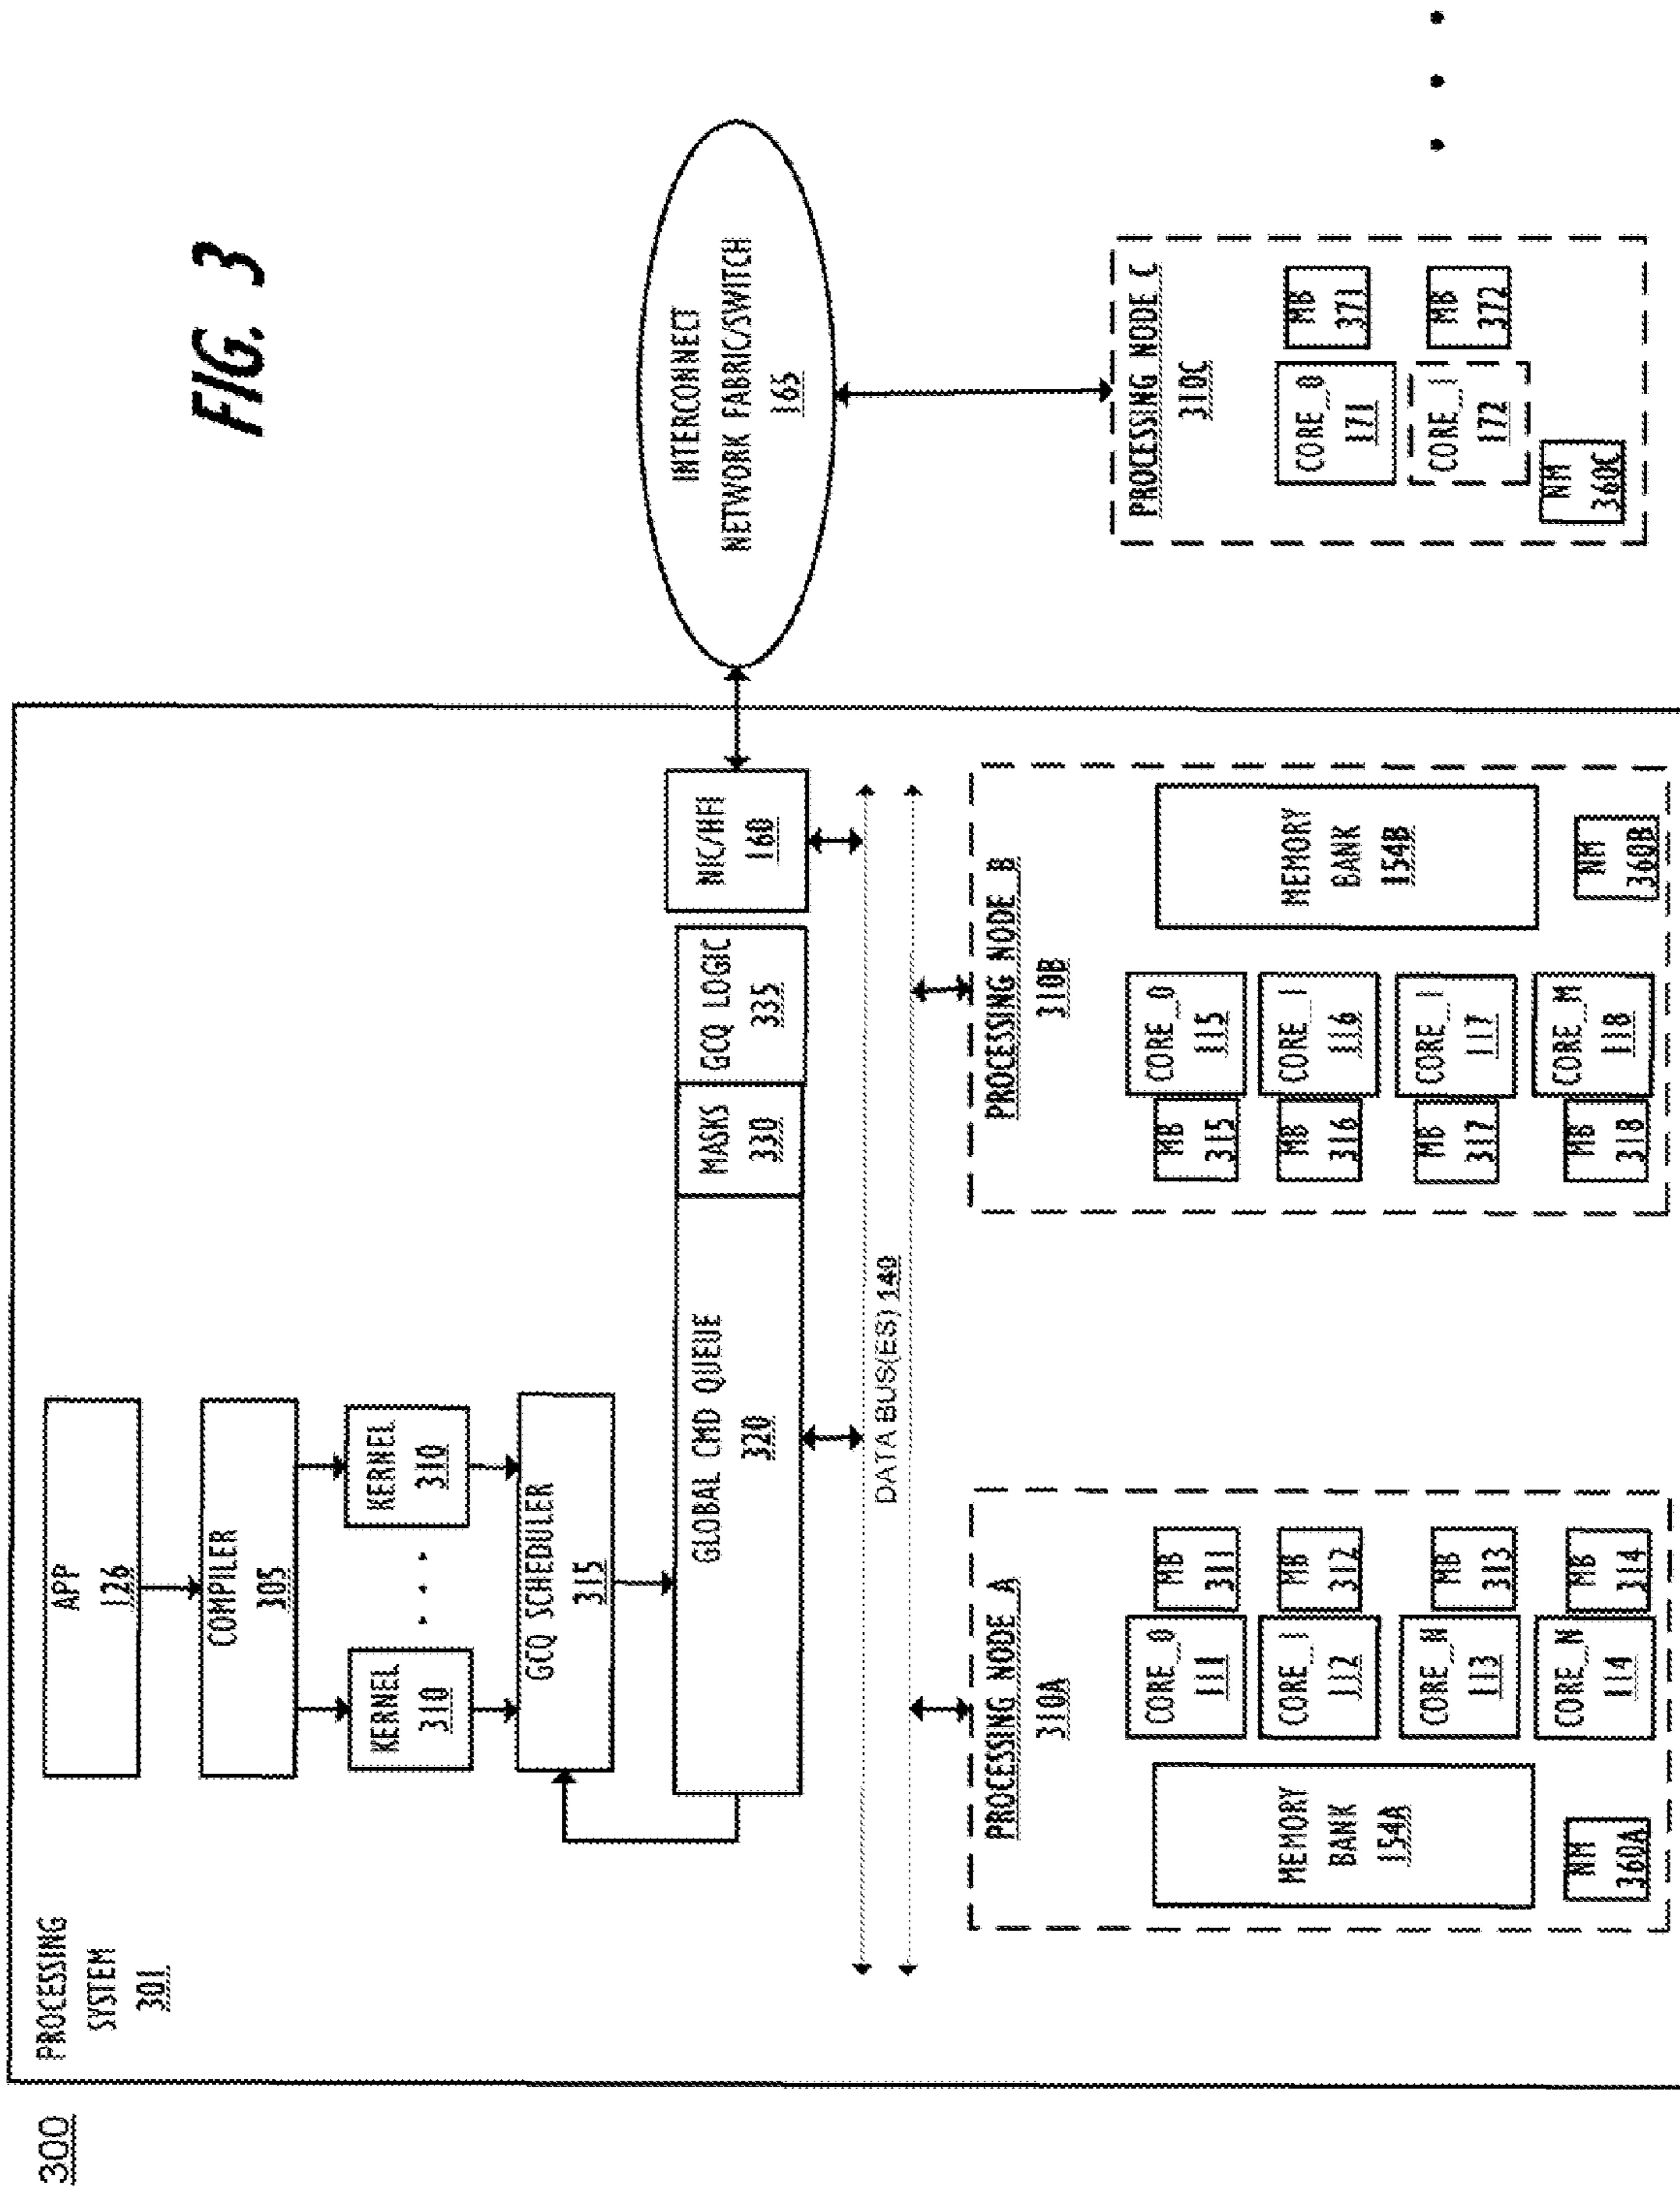 300
FIG. 3
PROCESSING
SYSTEM
301
APP
126
COMPILER
305
KERNEL
310
• • •
KERNEL
310
GCQ SCHEDULER
315
GLOBAL CMD QUEUE
320
MASKS
330
GCQ LOGIC
335
NIC/HFI
160
INTERCONNECT
NETWORK FABRIC/SWITCH
165
DATA BUS(ES) 140
PROCESSING NODE A
310A
MEMORY
BANK
154A
CORE_0
111
MB
311
CORE_1
112
MB
312
CORE_H
113
MB
313
CORE_N
114
MB
314
NM
360A
PROCESSING NODE B
310B
MB
315
CORE_0
115
MB
316
CORE_1
116
MB
317
CORE_J
117
MB
318
CORE_M
118
MEMORY
BANK
154B
NM
360B
PROCESSING NODE C
310C
CORE_0
171
MB
371
CORE_1
172
MB
372
NM
360C
• • •